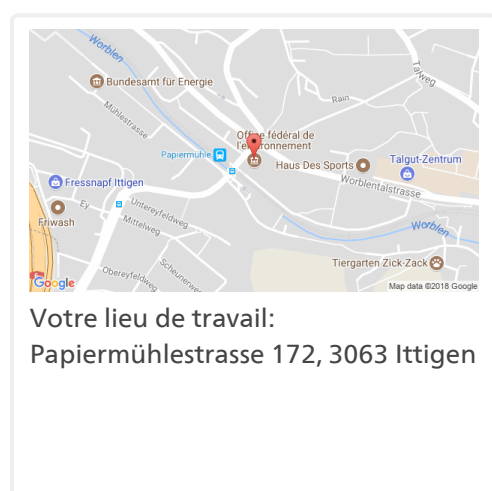 Worblen
Talweg
Bundesamt für Energie
Mühlestrasse
Rain
Office fédéral de
l'environnement
Papiermühle
Haus Des Sports
Talgut-Zentrum
Fressnapf Ittigen
Worblentalstrasse
Ey
Untereyfeldweg
Friwash
Mittelweg
Worblen
Obereyfeldweg
Scheunerweg
Tiergarten Zick-Zack
Google
Map data ©2018 Google
Votre lieu de travail:
Papiermühlestrasse 172, 3063 Ittigen